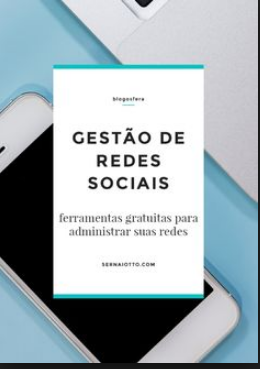 blogosfera
GESTÃO DE
REDES
SOCIAIS
ferramentas gratuitas para
administrar suas redes
SERNAIOTTO.COM